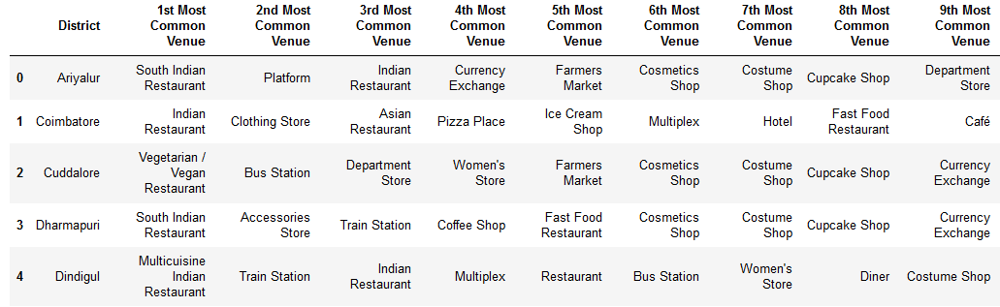 District 1st Most Common Venue 2nd Most Common Venue 3rd Most Common Venue 4th Most Common Venue 5th Most Common Venue 6th Most Common Venue 7th Most Common Venue 8th Most Common Venue 9th Most Common Venue
0 Ariyalur South Indian Restaurant Platform Indian Restaurant Currency Exchange Farmers Market Cosmetics Shop Costume Shop Cupcake Shop Department Store
1 Coimbatore Indian Restaurant Clothing Store Asian Restaurant Pizza Place Ice Cream Shop Multiplex Hotel Fast Food Restaurant Café
2 Cuddalore Vegetarian / Vegan Restaurant Bus Station Department Store Women's Store Farmers Market Cosmetics Shop Costume Shop Cupcake Shop Currency Exchange
3 Dharmapuri South Indian Restaurant Accessories Store Train Station Coffee Shop Fast Food Restaurant Cosmetics Shop Costume Shop Cupcake Shop Currency Exchange
4 Dindigul Multicuisine Indian Restaurant Train Station Indian Restaurant Multiplex Restaurant Bus Station Women's Store Diner Costume Shop